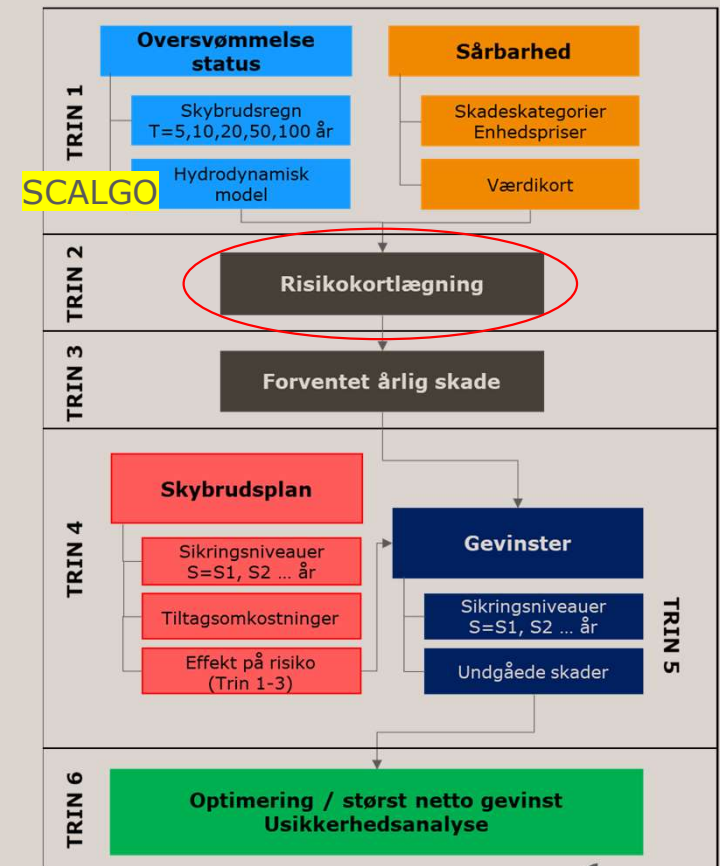 TRIN 1
Oversvømmelse
status
Skybrudsregn
T=5,10,20,50,100 år
Hydrodynamisk
model
SCALGO
Sårbarhed
Skadeskategorier
Enhedspriser
Værdikort
TRIN 2
Risikokortlægning
TRIN 3
Forventet årlig skade
TRIN 4
Skybrudsplan
Sikringsniveauer
S=S1, S2 ... år
Tiltagsomkostninger
Effekt på risiko
(Trin 1-3)
Gevinster
Sikringsniveauer
S=S1, S2 ... år
Undgåede skader
TRIN 5
TRIN 6
Optimering / størst netto gevinst
Usikkerhedsanalyse